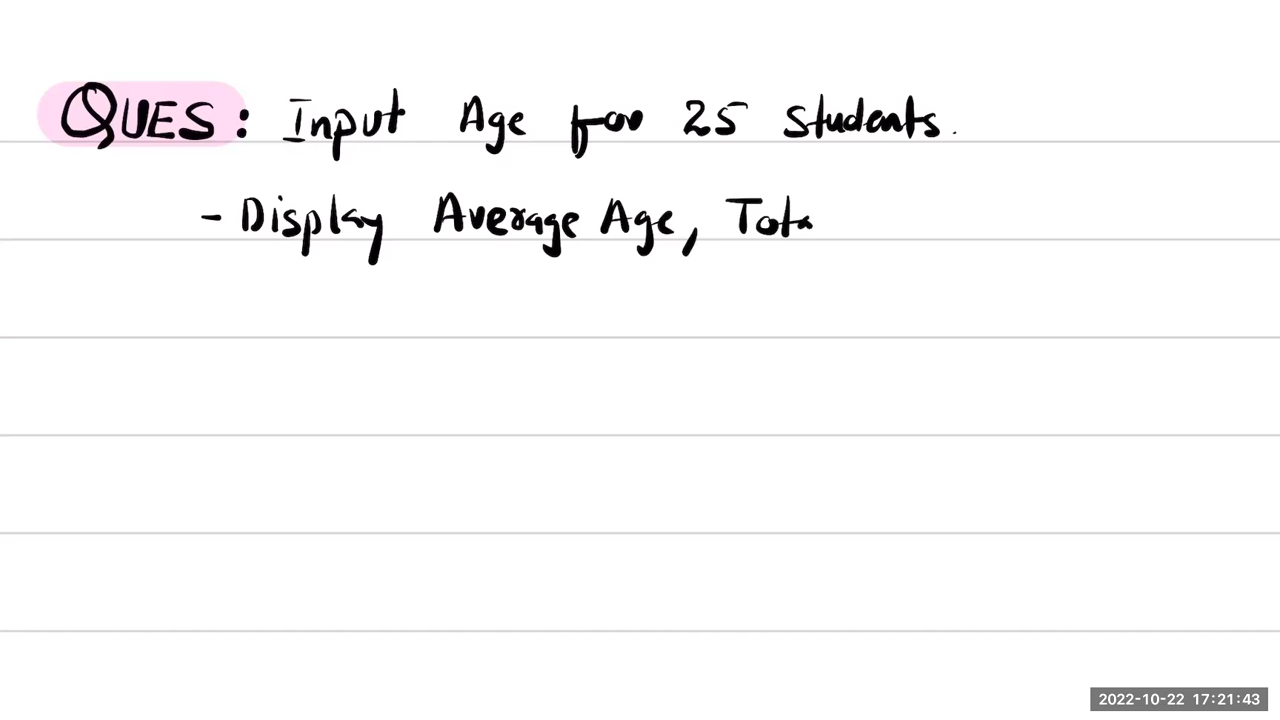 QUES: Input Age for 25 students.
- Display Average Age, Tota
2022-10-22 17:21:43